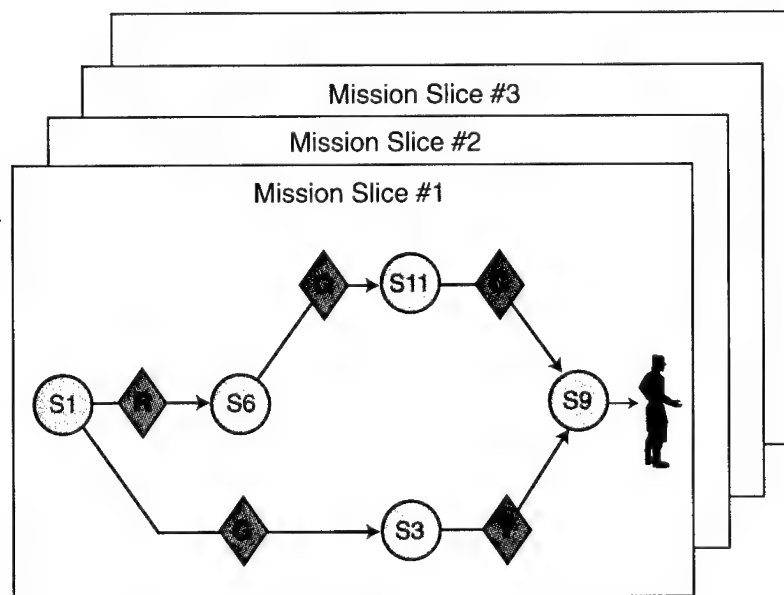 Mission Slice #3
Mission Slice #2
Mission Slice #1
G
S11
S1
R
S6
S9
G
S3